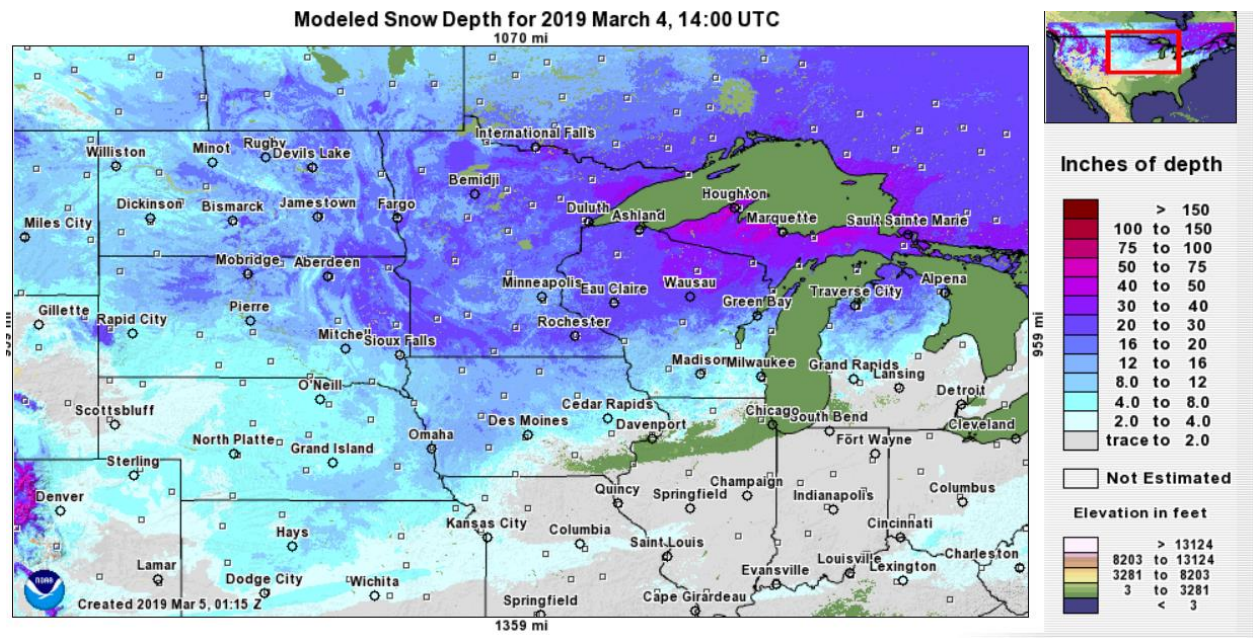 Modeled Snow Depth for 2019 March 4, 14:00 UTC
1070 mi
International Falls
Williston
Minot
Rugby
Devils Lake
Bemidji
Dickinson
Bismarck
Jamestown
Fargo
Houghton
Duluth
Ashland
Marquette
Sault Sainte Marie
Miles City
Mobridge
Aberdeen
Minneapolis
Eau Claire
Wausau
Traverse City
Alpena
Green Bay
Gillette
Rapid City
Pierre
Rochester
Mitchell
Sioux Falls
959 mi
959 mi
Madison
Milwaukee
Grand Rapids
Lansing
O'Neill
Detroit
Scottsbluff
Cedar Rapids
Des Moines
Davenport
Chicago
South Bend
Cleveland
North Platte
Grand Island
Omaha
Fort Wayne
Sterling
Denver
Quincy
Springfield
Champaign
Indianapolis
Columbus
Hays
Kansas City
Columbia
Cincinnati
Saint Louis
Charleston
Lamar
Dodge City
Wichita
Evansville
Louisville
Lexington
Springfield
Cape Girardeau
NOAA
Created 2019 Mar 5, 01:15 Z
1359 mi
Inches of depth
> 150
100 to 150
75 to 100
50 to 75
40 to 50
30 to 40
20 to 30
16 to 20
12 to 16
8.0 to 12
4.0 to 8.0
2.0 to 4.0
trace to 2.0
Not Estimated
Elevation in feet
> 13124
8203 to 13124
3281 to 8203
3 to 3281
< 3